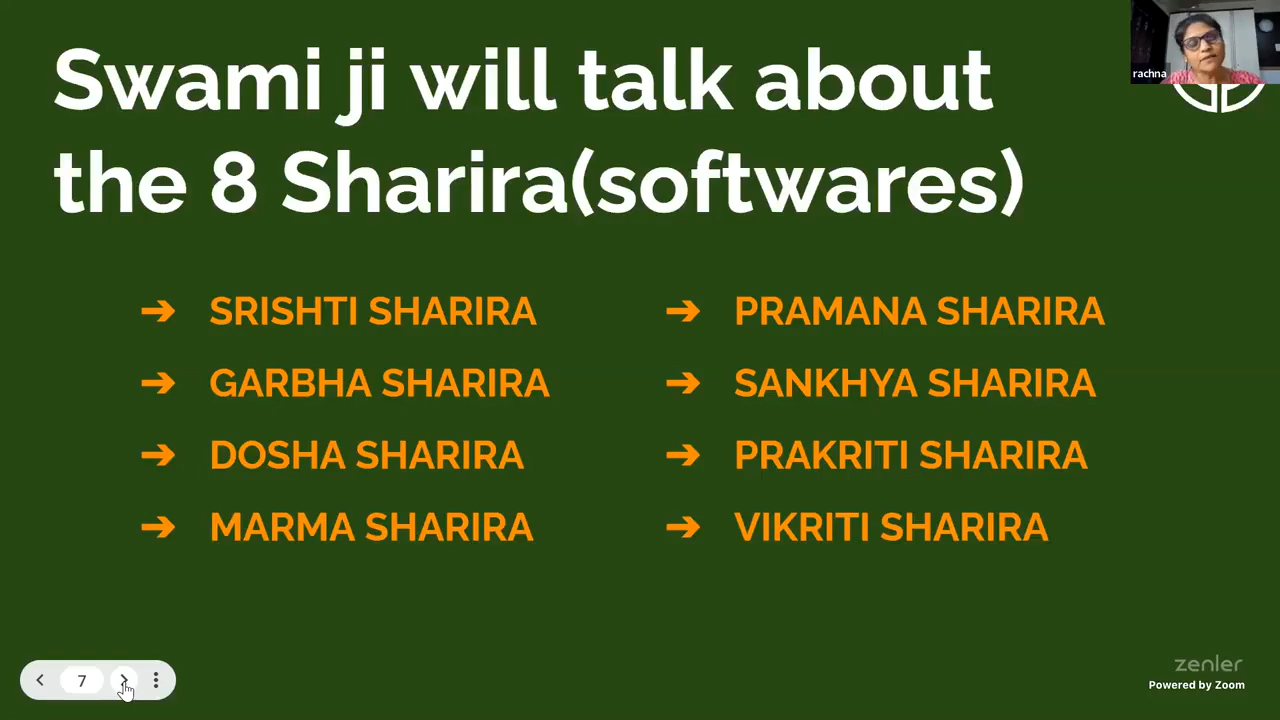 Swami ji will talk about
the 8 Sharira(softwares)
rachna
➔ SRISHTI SHARIRA
➔ GARBHA SHARIRA
➔ DOSHA SHARIRA
➔ MARMA SHARIRA
➔ PRAMANA SHARIRA
➔ SANKHYA SHARIRA
➔ PRAKRITI SHARIRA
➔ VIKRITI SHARIRA
7
zenler
Powered by Zoom